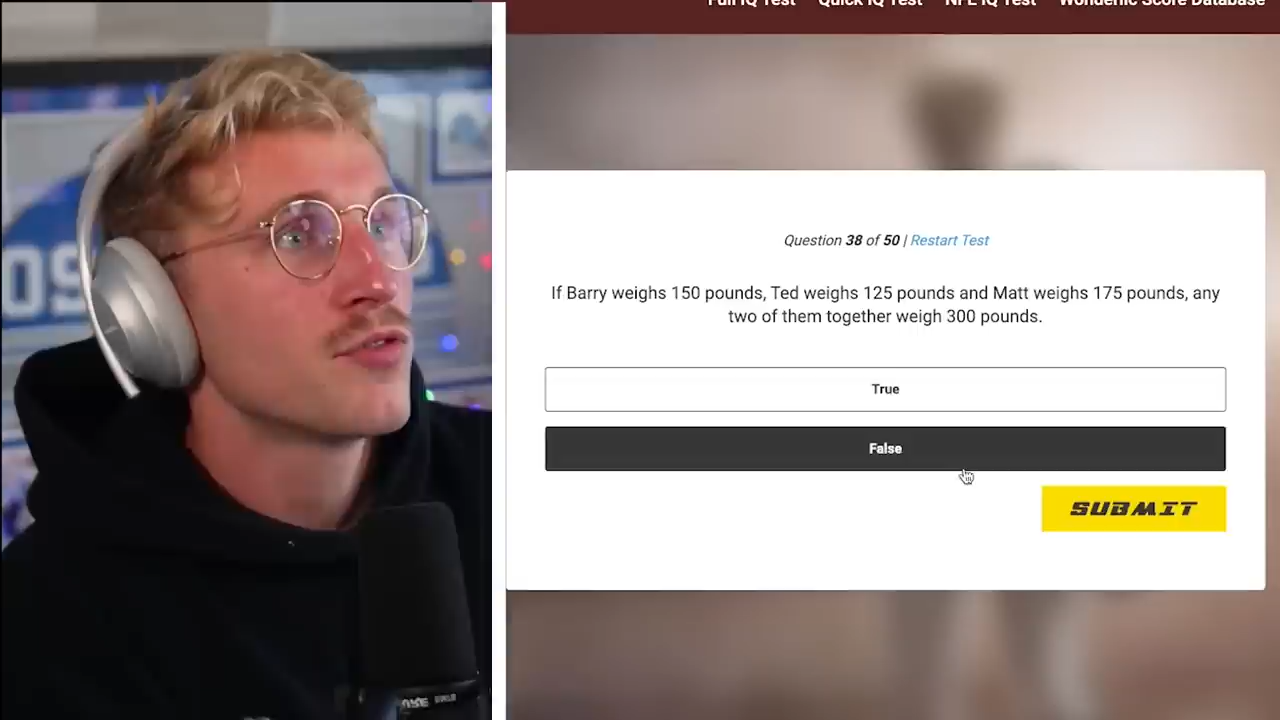 Full IQ Test Quick IQ Test NFL IQ Test Wonderlic Score Database
Question 38 of 50 | Restart Test
If Barry weighs 150 pounds, Ted weighs 125 pounds and Matt weighs 175 pounds, any
two of them together weigh 300 pounds.
True
False
SUBMIT